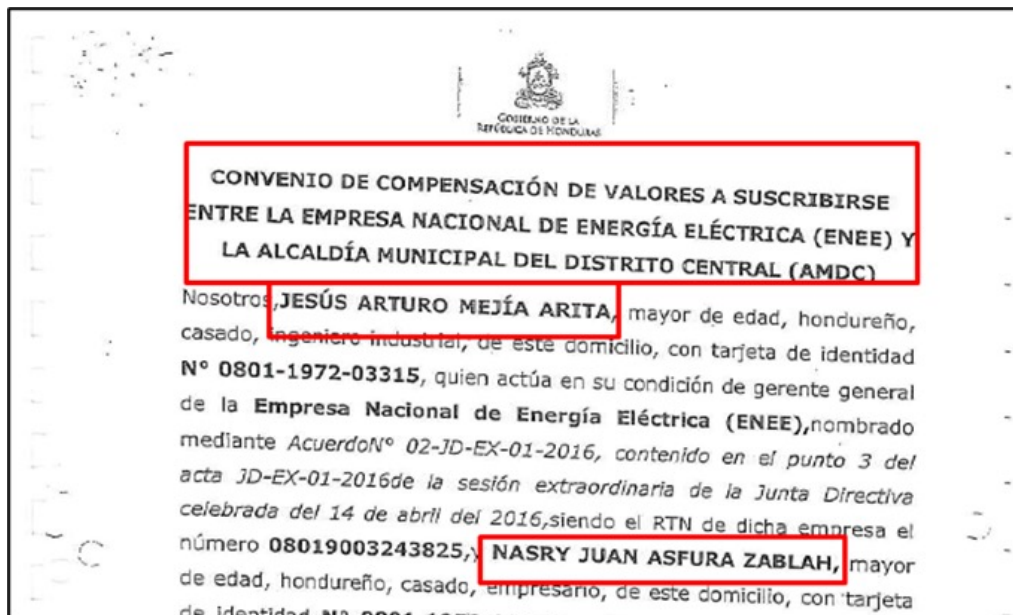 GOBIERNO DE LA
REPÚBLICA DE HONDURAS
CONVENIO DE COMPENSACIÓN DE VALORES A SUSCRIBIRSE
ENTRE LA EMPRESA NACIONAL DE ENERGÍA ELÉCTRICA (ENEE) Y
LA ALCALDÍA MUNICIPAL DEL DISTRITO CENTRAL (AMDC)
Nosotros,JESÚS ARTURO MEJÍA ARITA, mayor de edad, hondureño,
casado, ingeniero industrial, de este domicilio, con tarjeta de identidad
N° 0801-1972-03315, quien actúa en su condición de gerente general
de la Empresa Nacional de Energía Eléctrica (ENEE),nombrado
mediante AcuerdoN° 02-JD-EX-01-2016, contenido en el punto 3 del
acta JD-EX-01-2016de la sesión extraordinaria de la Junta Directiva
celebrada del 14 de abril del 2016,siendo el RTN de dicha empresa el
número 08019003243825,y NASRY JUAN ASFURA ZABLAH, mayor
de edad, hondureño, casado, empresario, de este domicilio, con tarjeta
de identidad N°